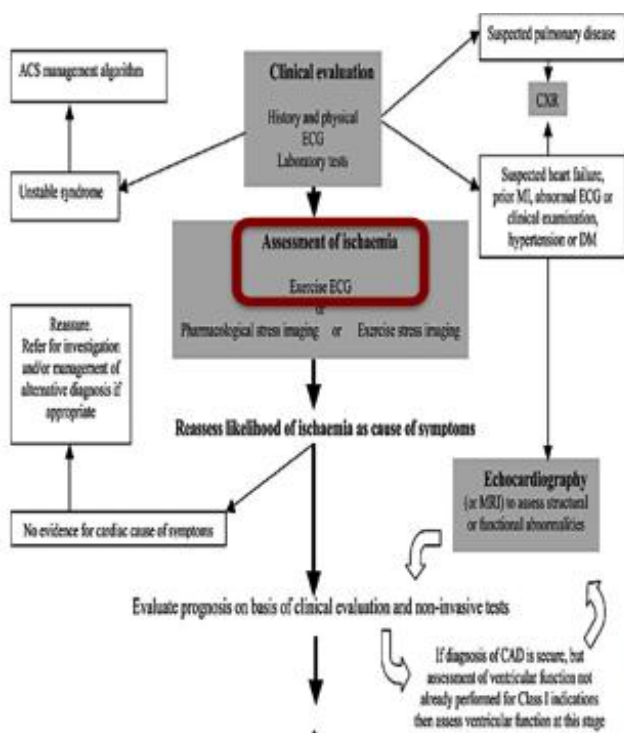 Suspected pulmonary disease
ACS management algorithm
Clinical evaluation
CXR
History and physical
ECG
Laboratory tests
Unstable syndrome
Suspected heart failure,
prior MI, abnormal ECG or
clinical examination,
hypertension or DM
Assessment of ischaemia
Exercise ECG
or
Pharmacological stress imaging or Exercise stress imaging
Reassure.
Refer for investigation
and/or management of
alternative diagnosis if
appropriate
Reassess likelihood of ischaemia as cause of symptoms
Echocardiography
(or MRI) to assess structural
or functional abnormalities
No evidence for cardiac cause of symptoms
Evaluate prognosis on basis of clinical evaluation and non-invasive tests
If diagnosis of CAD is secure, but
assessment of ventricular function not
already performed for Class I indications
then assess ventricular function at this stage